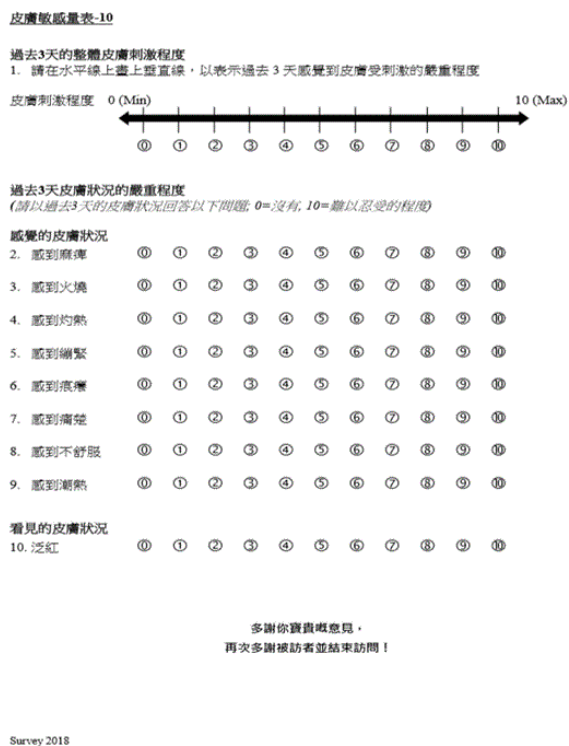 皮膚敏感量表-10
過去3天的整體皮膚刺激程度
1. 請在水平線上畫上垂直線，以表示過去 3 天感覺到皮膚受刺激的嚴重程度
皮膚刺激程度 0 (Min) 10 (Max)
⓪ ① ② ③ ④ ⑤ ⑥ ⑦ ⑧ ⑨ ⑩
過去3天皮膚狀況的嚴重程度
(請以過去3天的皮膚狀況回答以下問題; 0=沒有, 10=難以忍受的程度)
感覺的皮膚狀況
2. 感到麻痺 ⓪ ① ② ③ ④ ⑤ ⑥ ⑦ ⑧ ⑨ ⑩
3. 感到火燒 ⓪ ① ② ③ ④ ⑤ ⑥ ⑦ ⑧ ⑨ ⑩
4. 感到灼熱 ⓪ ① ② ③ ④ ⑤ ⑥ ⑦ ⑧ ⑨ ⑩
5. 感到繃緊 ⓪ ① ② ③ ④ ⑤ ⑥ ⑦ ⑧ ⑨ ⑩
6. 感到痕癢 ⓪ ① ② ③ ④ ⑤ ⑥ ⑦ ⑧ ⑨ ⑩
7. 感到痛楚 ⓪ ① ② ③ ④ ⑤ ⑥ ⑦ ⑧ ⑨ ⑩
8. 感到不舒服 ⓪ ① ② ③ ④ ⑤ ⑥ ⑦ ⑧ ⑨ ⑩
9. 感到潮熱 ⓪ ① ② ③ ④ ⑤ ⑥ ⑦ ⑧ ⑨ ⑩
看見的皮膚狀況
10. 泛紅 ⓪ ① ② ③ ④ ⑤ ⑥ ⑦ ⑧ ⑨ ⑩
多謝你寶貴嘅意見，
再次多謝被訪者並結束訪問！
Survey 2018